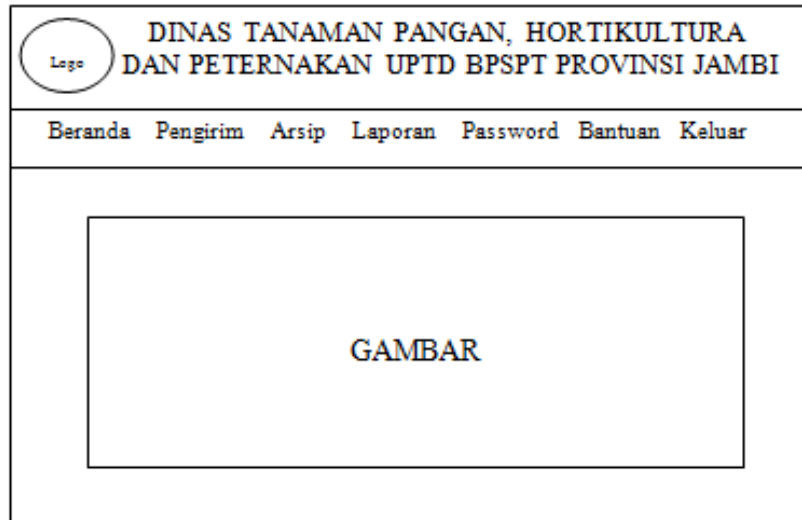 DINAS TANAMAN PANGAN, HORTIKULTURA
Logo DAN PETERNAKAN UPTD BPSPT PROVINSI JAMBI
Beranda Pengirim Arsip Laporan Password Bantuan Keluar
GAMBAR